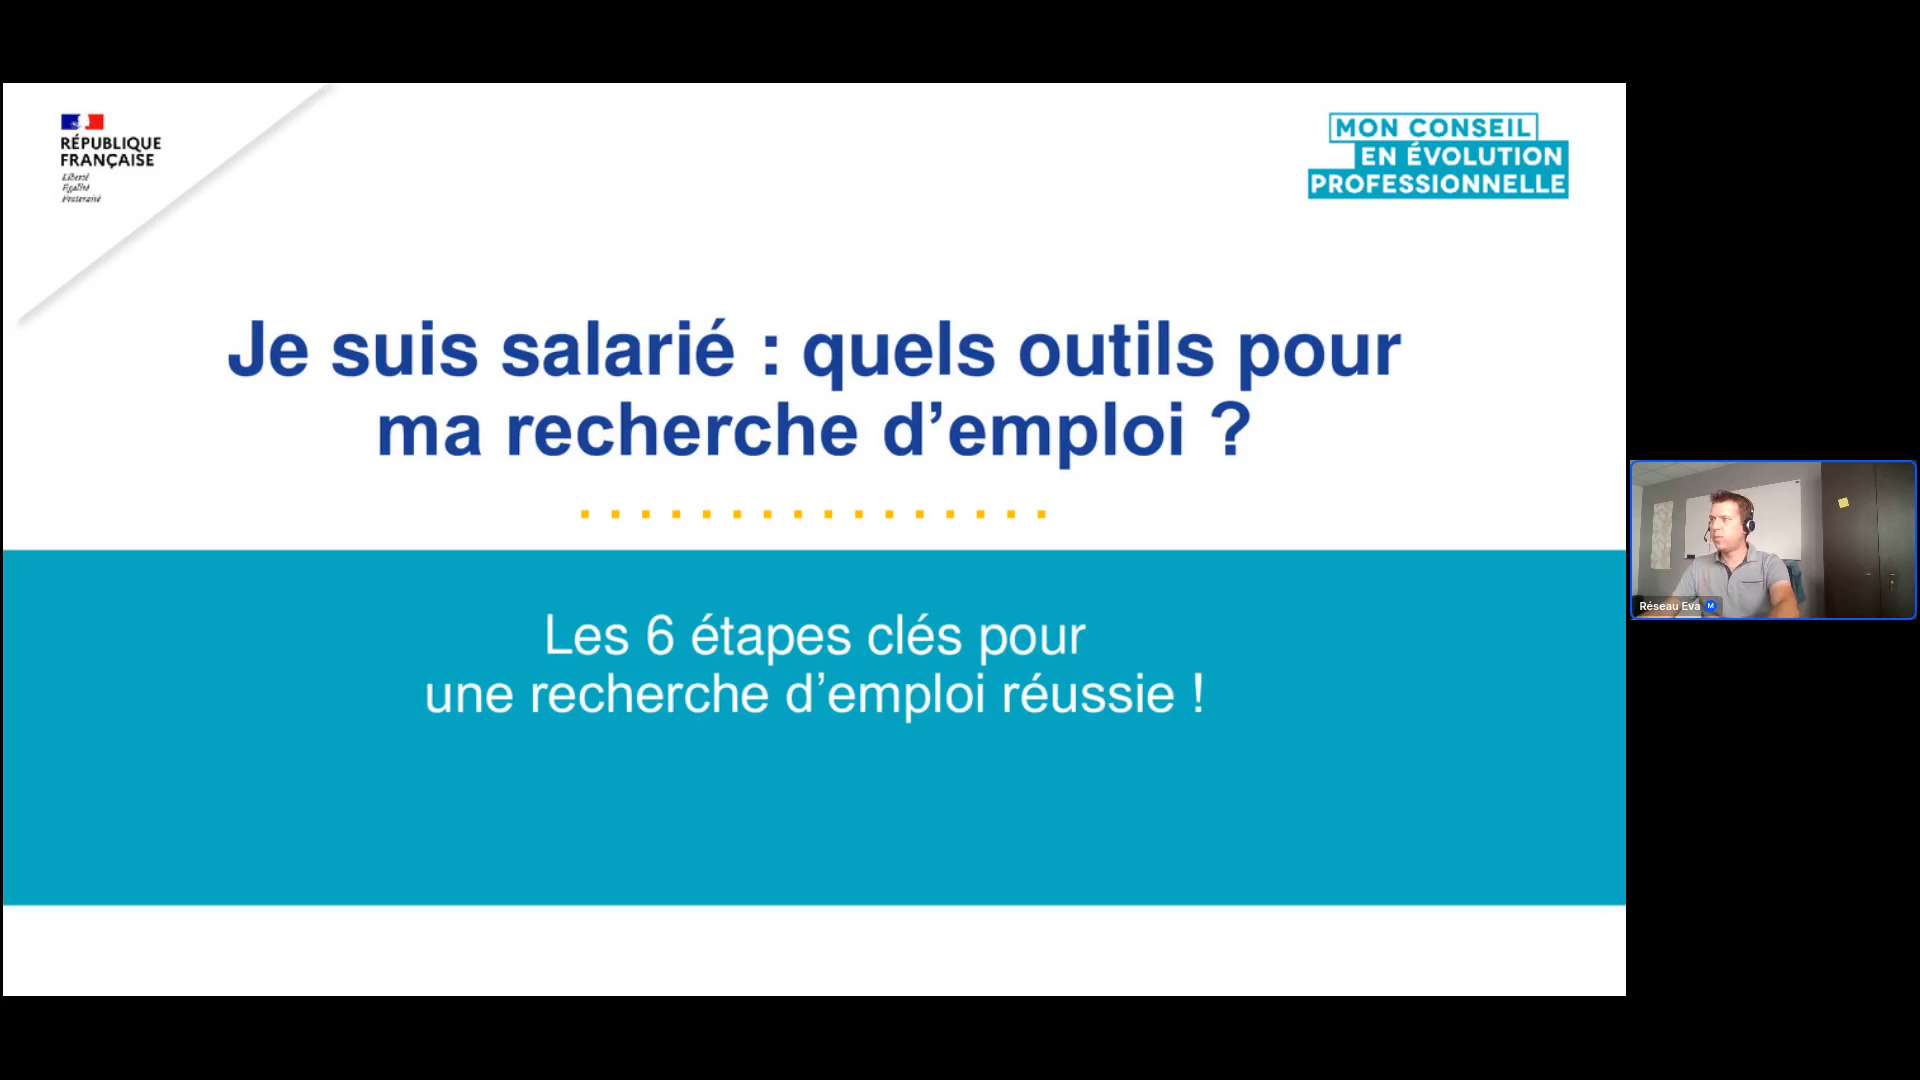 RÉPUBLIQUE
FRANÇAISE
Liberté
Égalité
Fraternité
MON CONSEIL
EN ÉVOLUTION
PROFESSIONNELLE
Je suis salarié : quels outils pour
ma recherche d’emploi ?
Les 6 étapes clés pour
une recherche d’emploi réussie !
Réseau Eva M